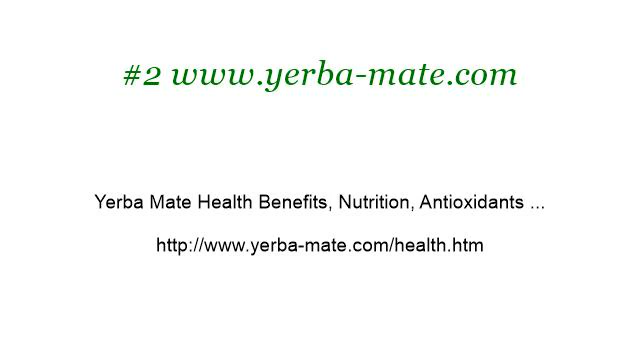 #2 www.yerba-mate.com
Yerba Mate Health Benefits, Nutrition, Antioxidants ...
http://www.yerba-mate.com/health.htm